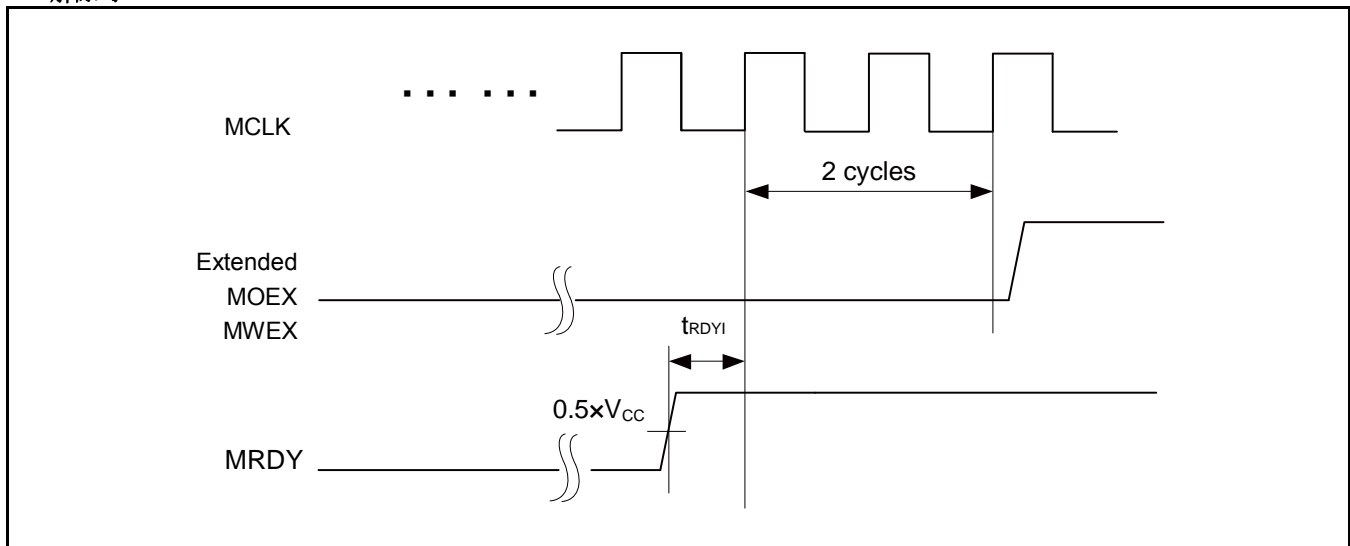 ... ...
MCLK
2 cycles
Extended
MOEX
MWEX
tRDYI
0.5×VCC
MRDY